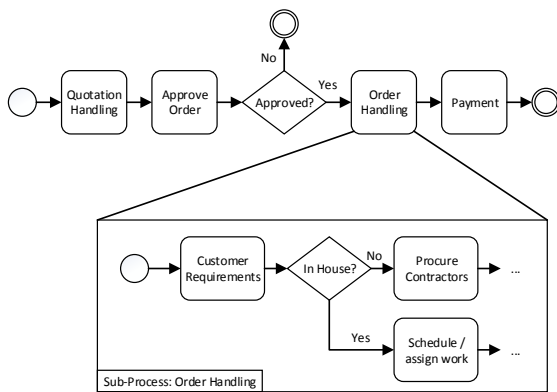 No
Quotation
Handling
Approve
Order
Approved?
Yes
Order
Handling
Payment
Customer
Requirements
In House?
No
Procure
Contractors
...
Yes
Schedule /
assign work
...
Sub-Process: Order Handling